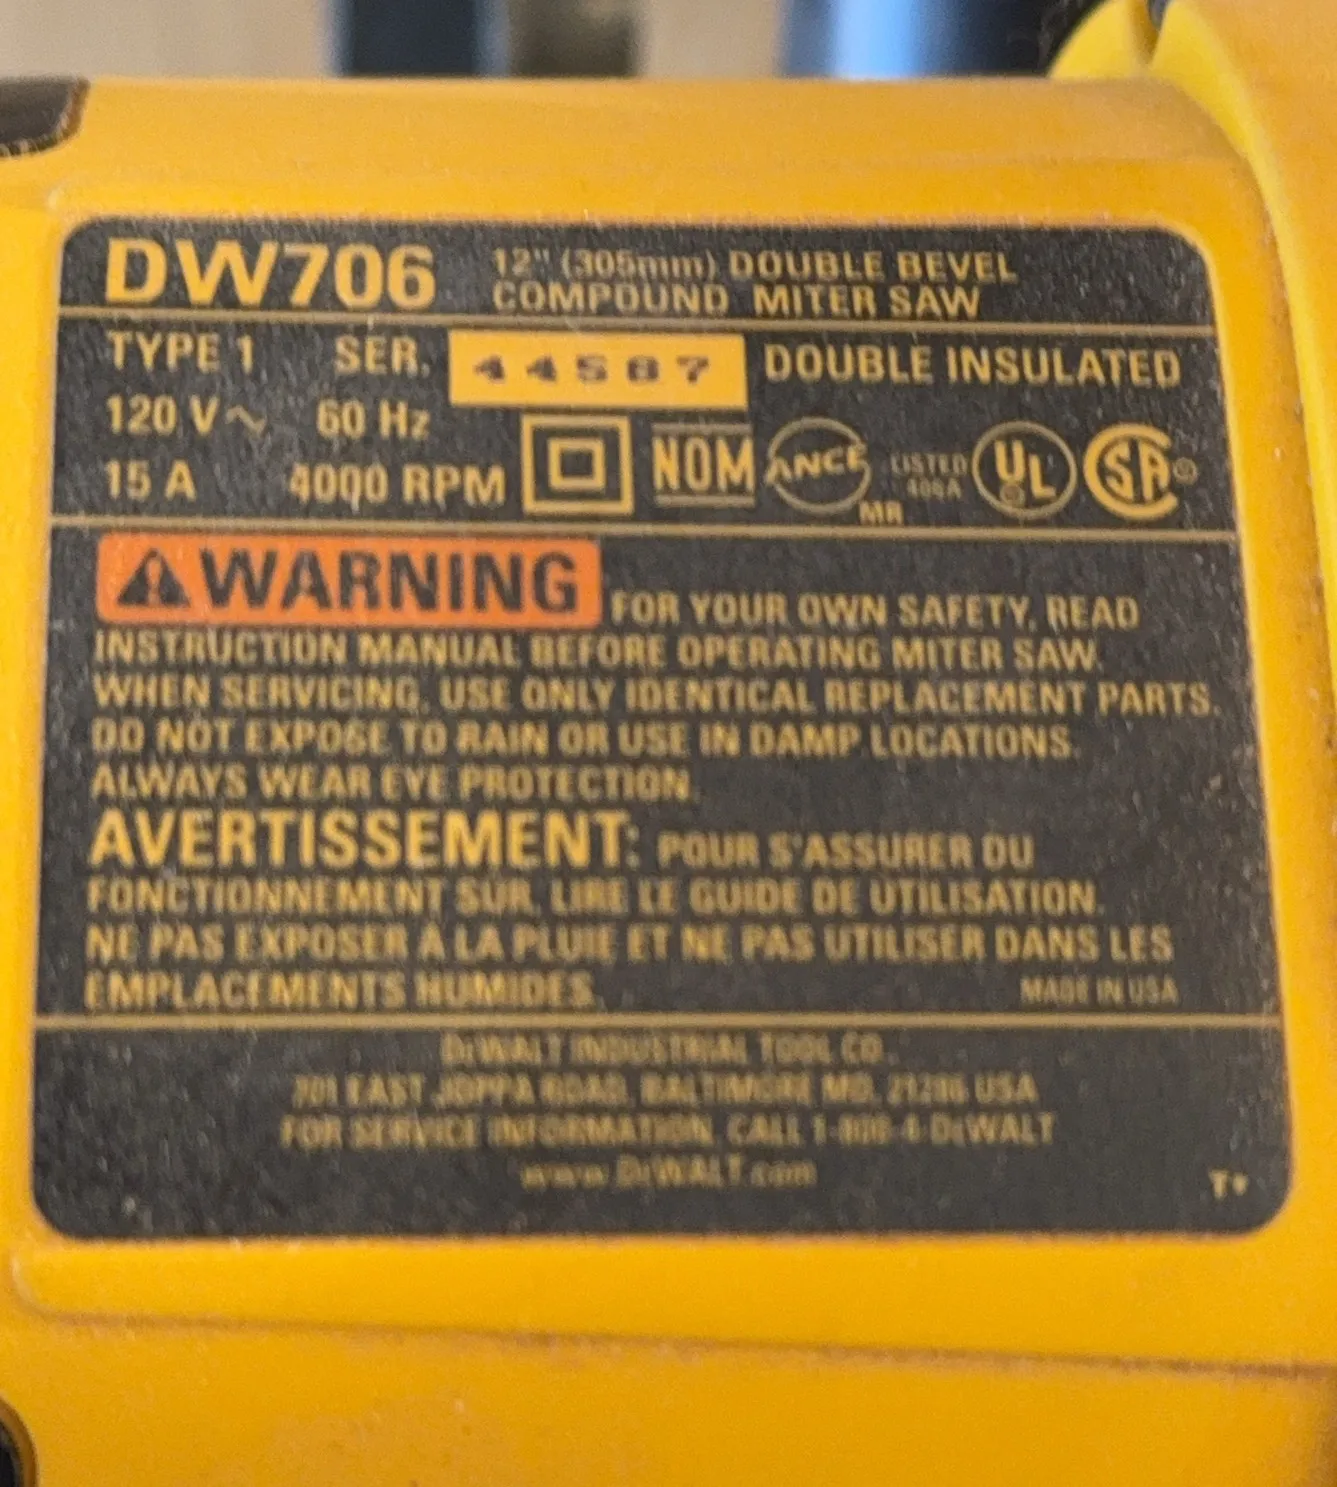 DW706 12" (305mm) DOUBLE BEVEL
COMPOUND MITER SAW
TYPE 1 SER. 44587 DOUBLE INSULATED
120 V~ 60 Hz
15 A 4000 RPM NOM ANCE LISTED UL SA
MR
WARNING FOR YOUR OWN SAFETY, READ
INSTRUCTION MANUAL BEFORE OPERATING MITER SAW.
WHEN SERVICING, USE ONLY IDENTICAL REPLACEMENT PARTS.
DO NOT EXPOSE TO RAIN OR USE IN DAMP LOCATIONS.
ALWAYS WEAR EYE PROTECTION.
AVERTISSEMENT: POUR S'ASSURER DU
FONCTIONNEMENT SÛR, LIRE LE GUIDE DE UTILISATION.
NE PAS EXPOSER À LA PLUIE ET NE PAS UTILISER DANS LES
EMPLACEMENTS HUMIDES.
MADE IN USA
DEWALT INDUSTRIAL TOOL CO.
701 EAST JOPPA ROAD, BALTIMORE MD. 21286 USA
FOR SERVICE INFORMATION, CALL 1-800-4-DEWALT
www.DEWALT.com